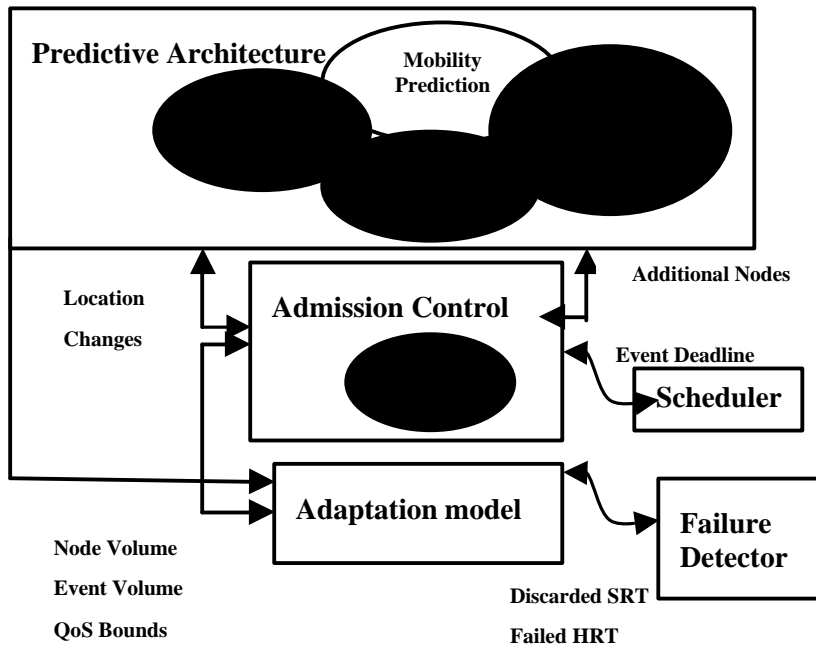 Predictive Architecture
Mobility
Prediction
Additional Nodes
Location
Changes
Admission Control
Event Deadline
Scheduler
Adaptation model
Failure
Detector
Node Volume
Event Volume
QoS Bounds
Discarded SRT
Failed HRT